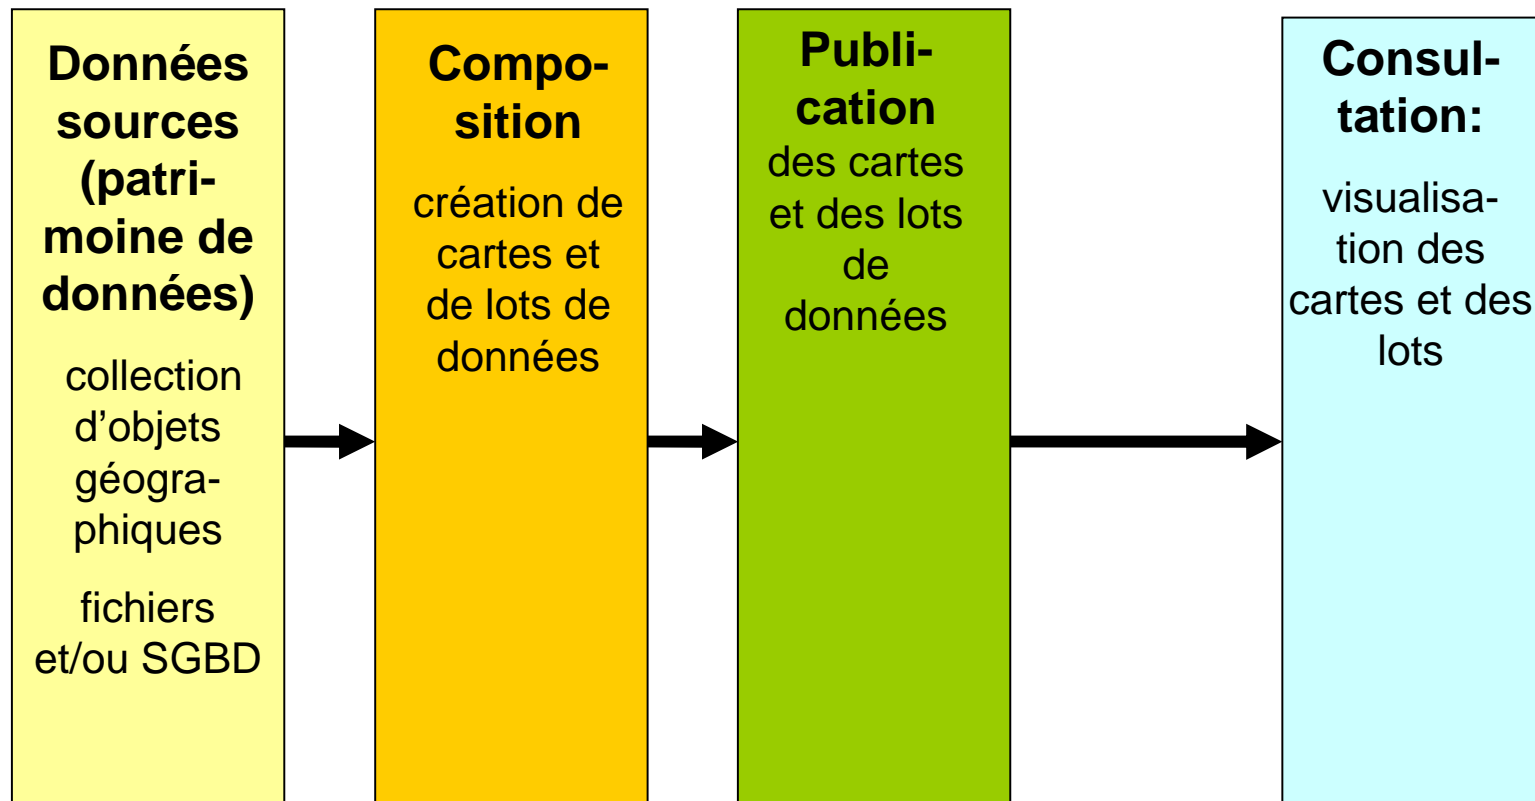 Données
sources
(patri-
moine de
données)
collection
d’objets
géogra-
phiques
fichiers
et/ou SGBD
Compo-
sition
création de
cartes et
de lots de
données
Publi-
cation
des cartes
et des lots
de
données
Consul-
tation:
visualisa-
tion des
cartes et des
lots